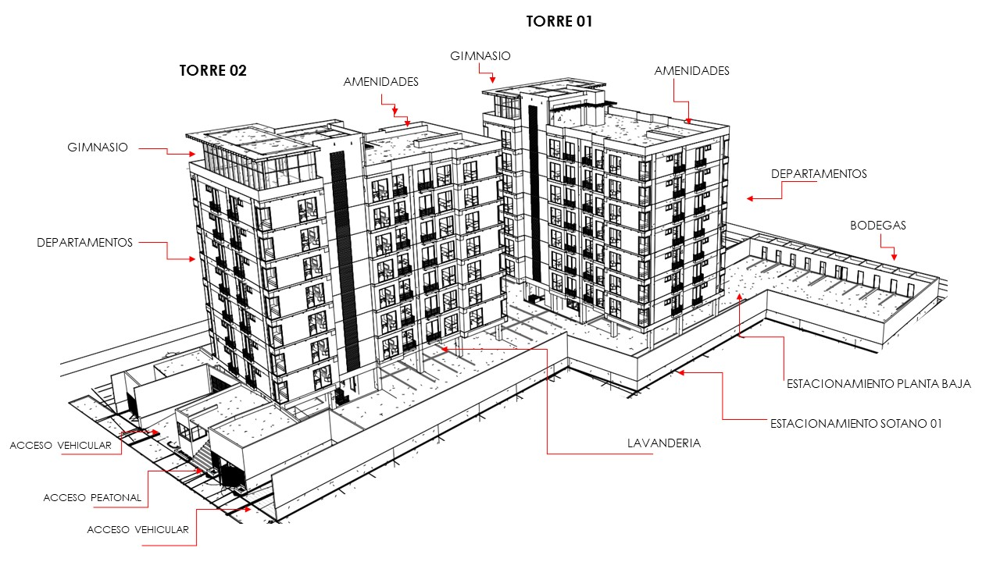 TORRE 01
GIMNASIO
TORRE 02
AMENIDADES
AMENIDADES
GIMNASIO
DEPARTAMENTOS
BODEGAS
DEPARTAMENTOS
ESTACIONAMIENTO PLANTA BAJA
ESTACIONAMIENTO SOTANO 01
LAVANDERIA
ACCESO VEHICULAR
ACCESO PEATONAL
ACCESO VEHICULAR